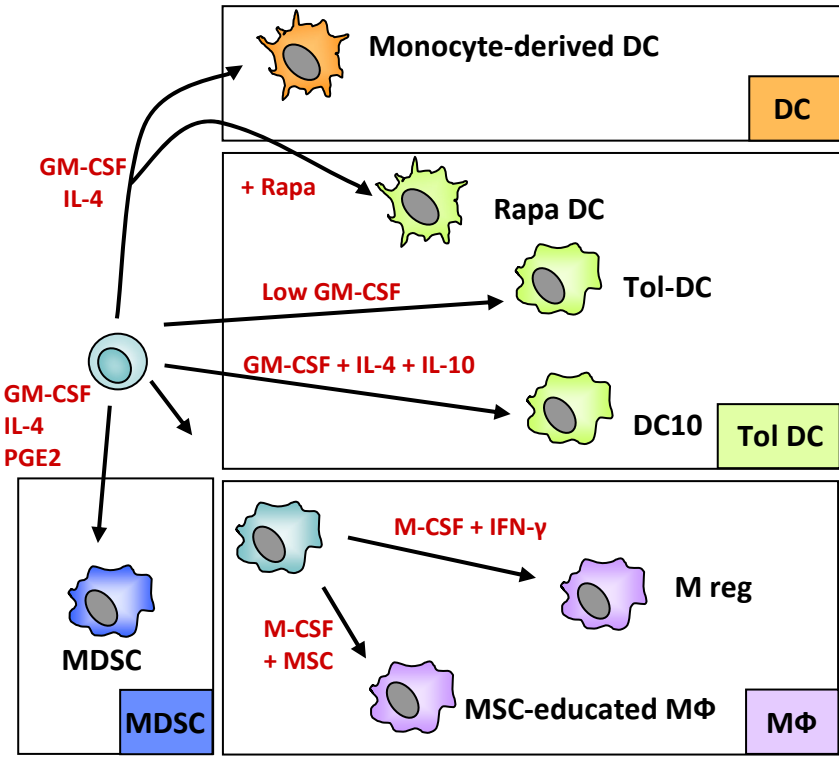 Monocyte-derived DC
DC
GM-CSF
IL-4
+ Rapa
Rapa DC
Low GM-CSF
Tol-DC
GM-CSF + IL-4 + IL-10
DC10
Tol DC
GM-CSF
IL-4
PGE2
MDSC
MDSC
M-CSF + IFN-γ
M reg
M-CSF
+ MSC
MSC-educated MΦ
MΦ